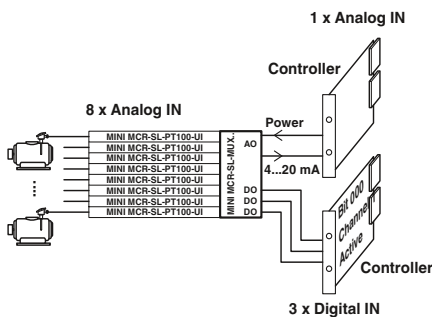 1 x Analog IN
Controller
8 x Analog IN
Power
MINI MCR-SL-PT100-UI
MINI MCR-SL-PT100-UI
MINI MCR-SL-PT100-UI
MINI MCR-SL-PT100-UI
MINI MCR-SL-PT100-UI
MINI MCR-SL-PT100-UI
MINI MCR-SL-PT100-UI
MINI MCR-SL-PT100-UI
MINI MCR-SL-MUX..
AO
4...20 mA
DO
DO
DO
Bit 000
Channel
Active
Controller
3 x Digital IN